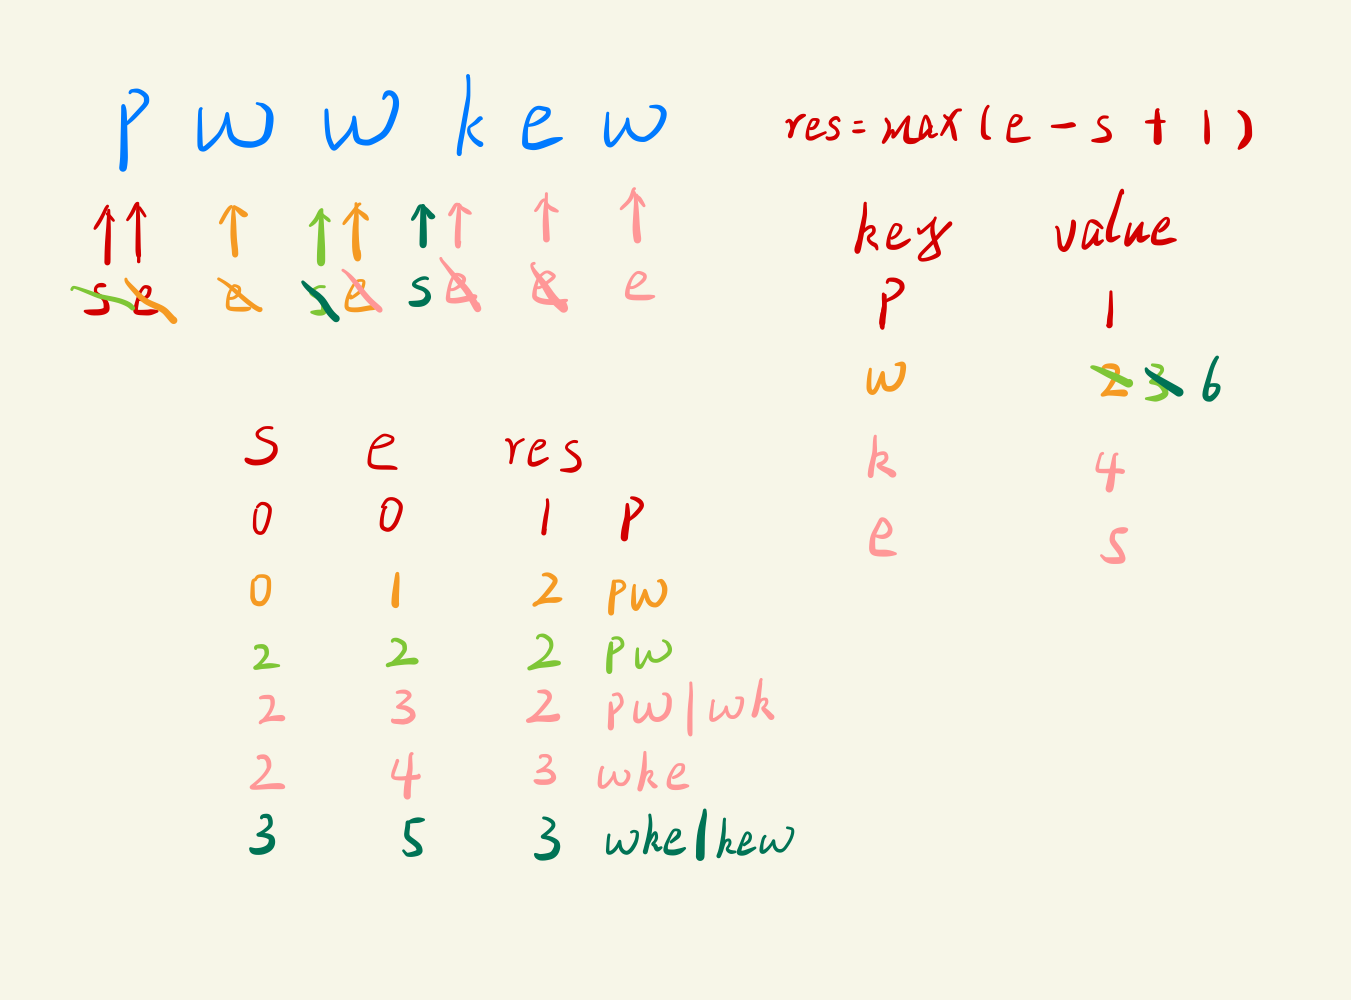 p w w k e w
res = max ( e - s + 1 )
key value
s e e s e s e e e
p 1
w 2 3 6
k 4
e 5
s e res
0 0 1 p
0 1 2 pw
2 2 2 pw
2 3 2 pw|wk
2 4 3 wke
3 5 3 wke|kew